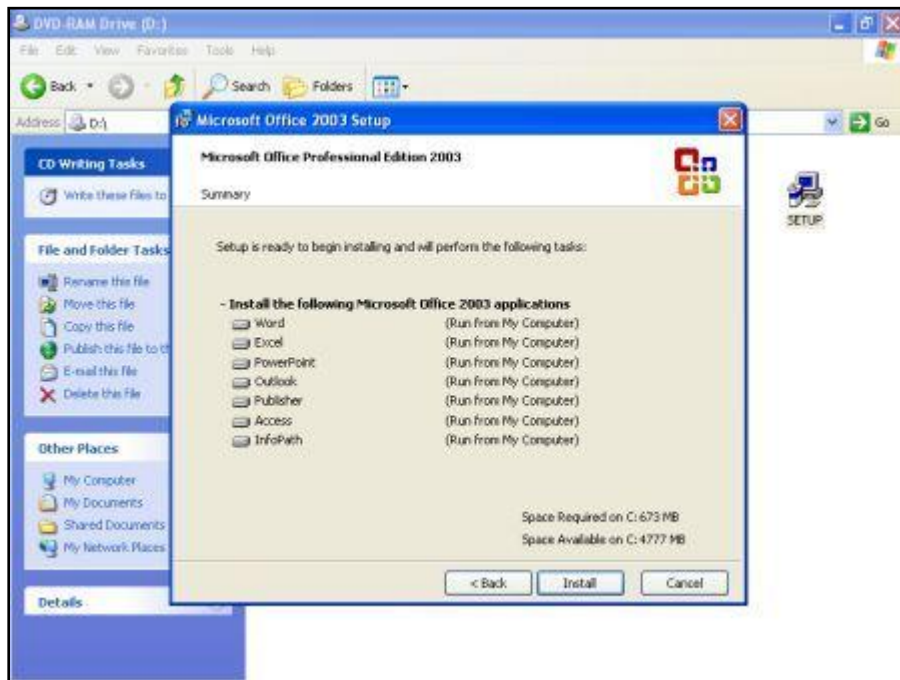 DVD-RAM Drive (D:)
File Edit View Favorites Tools Help
Back Search Folders
Address D:\ Go
Microsoft Office 2003 Setup
Microsoft Office Professional Edition 2003
Summary
Setup is ready to begin installing and will perform the following tasks:
- Install the following Microsoft Office 2003 applications
Word (Run from My Computer)
Excel (Run from My Computer)
PowerPoint (Run from My Computer)
Outlook (Run from My Computer)
Publisher (Run from My Computer)
Access (Run from My Computer)
InfoPath (Run from My Computer)
Space Required on C: 673 MB
Space Available on C: 4777 MB
< Back Install Cancel
CD Writing Tasks
Write these files to
File and Folder Tasks
Rename this file
Move this file
Copy this file
Publish this file to th
E-mail this file
Delete this file
Other Places
My Computer
My Documents
Shared Documents
My Network Places
Details
SETUP